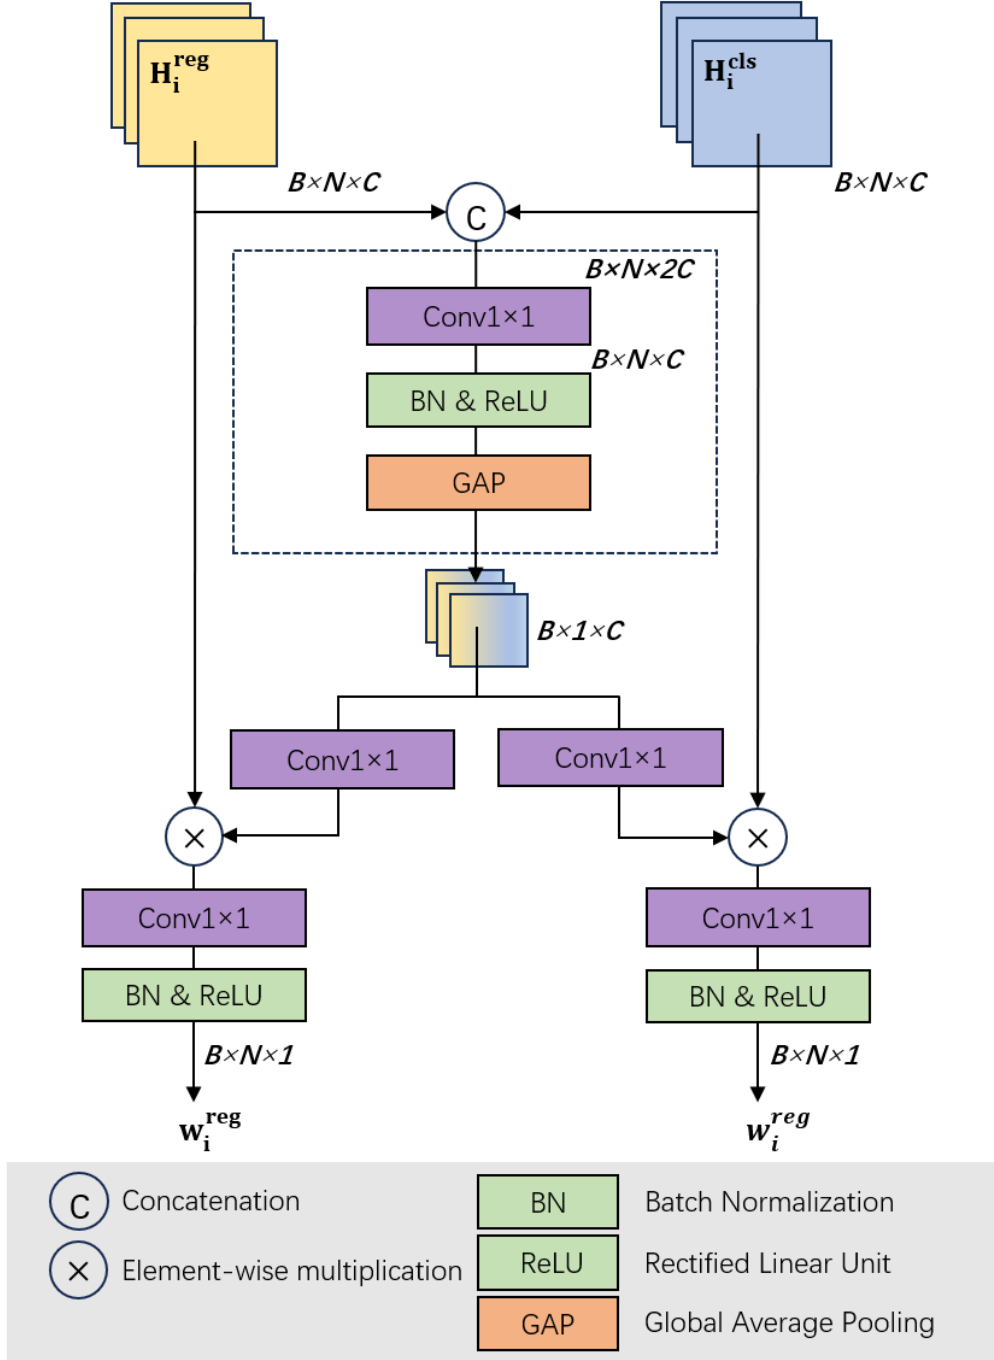 H_i^reg
H_i^cls
B×N×C
B×N×C
C
B×N×2C
Conv1×1
B×N×C
BN & ReLU
GAP
B×1×C
Conv1×1
Conv1×1
×
×
Conv1×1
Conv1×1
BN & ReLU
BN & ReLU
B×N×1
B×N×1
w_i^reg
w_i^reg
C Concatenation
BN Batch Normalization
× Element-wise multiplication
ReLU Rectified Linear Unit
GAP Global Average Pooling